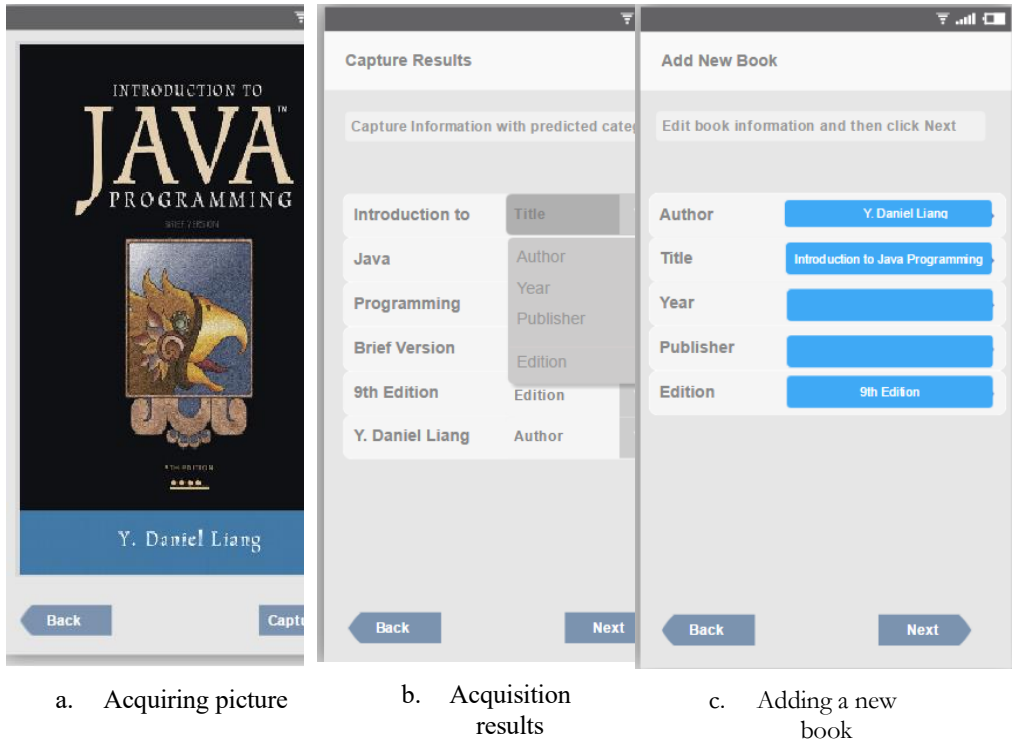 INTRODUCTION TO
JAVA™
PROGRAMMING
BRIEF VERSION
9TH EDITION
Y. Daniel Liang
Back
Captu
a. Acquiring picture
Capture Results
Capture Information with predicted categ
Introduction to Title
Java Author
Year
Programming Publisher
Brief Version Edition
9th Edition Edition
Y. Daniel Liang Author
Back Next
b. Acquisition
results
Add New Book
Edit book information and then click Next
Author Y. Daniel Liang
Title Introduction to Java Programming
Year
Publisher
Edition 9th Edition
Back Next
c. Adding a new
book